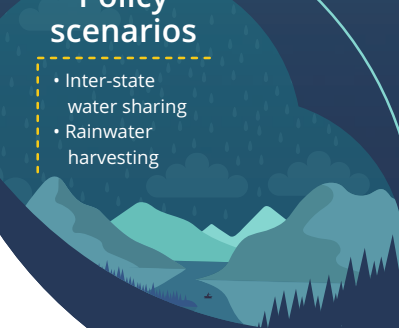 Policy
scenarios
• Inter-state
water sharing
• Rainwater
harvesting